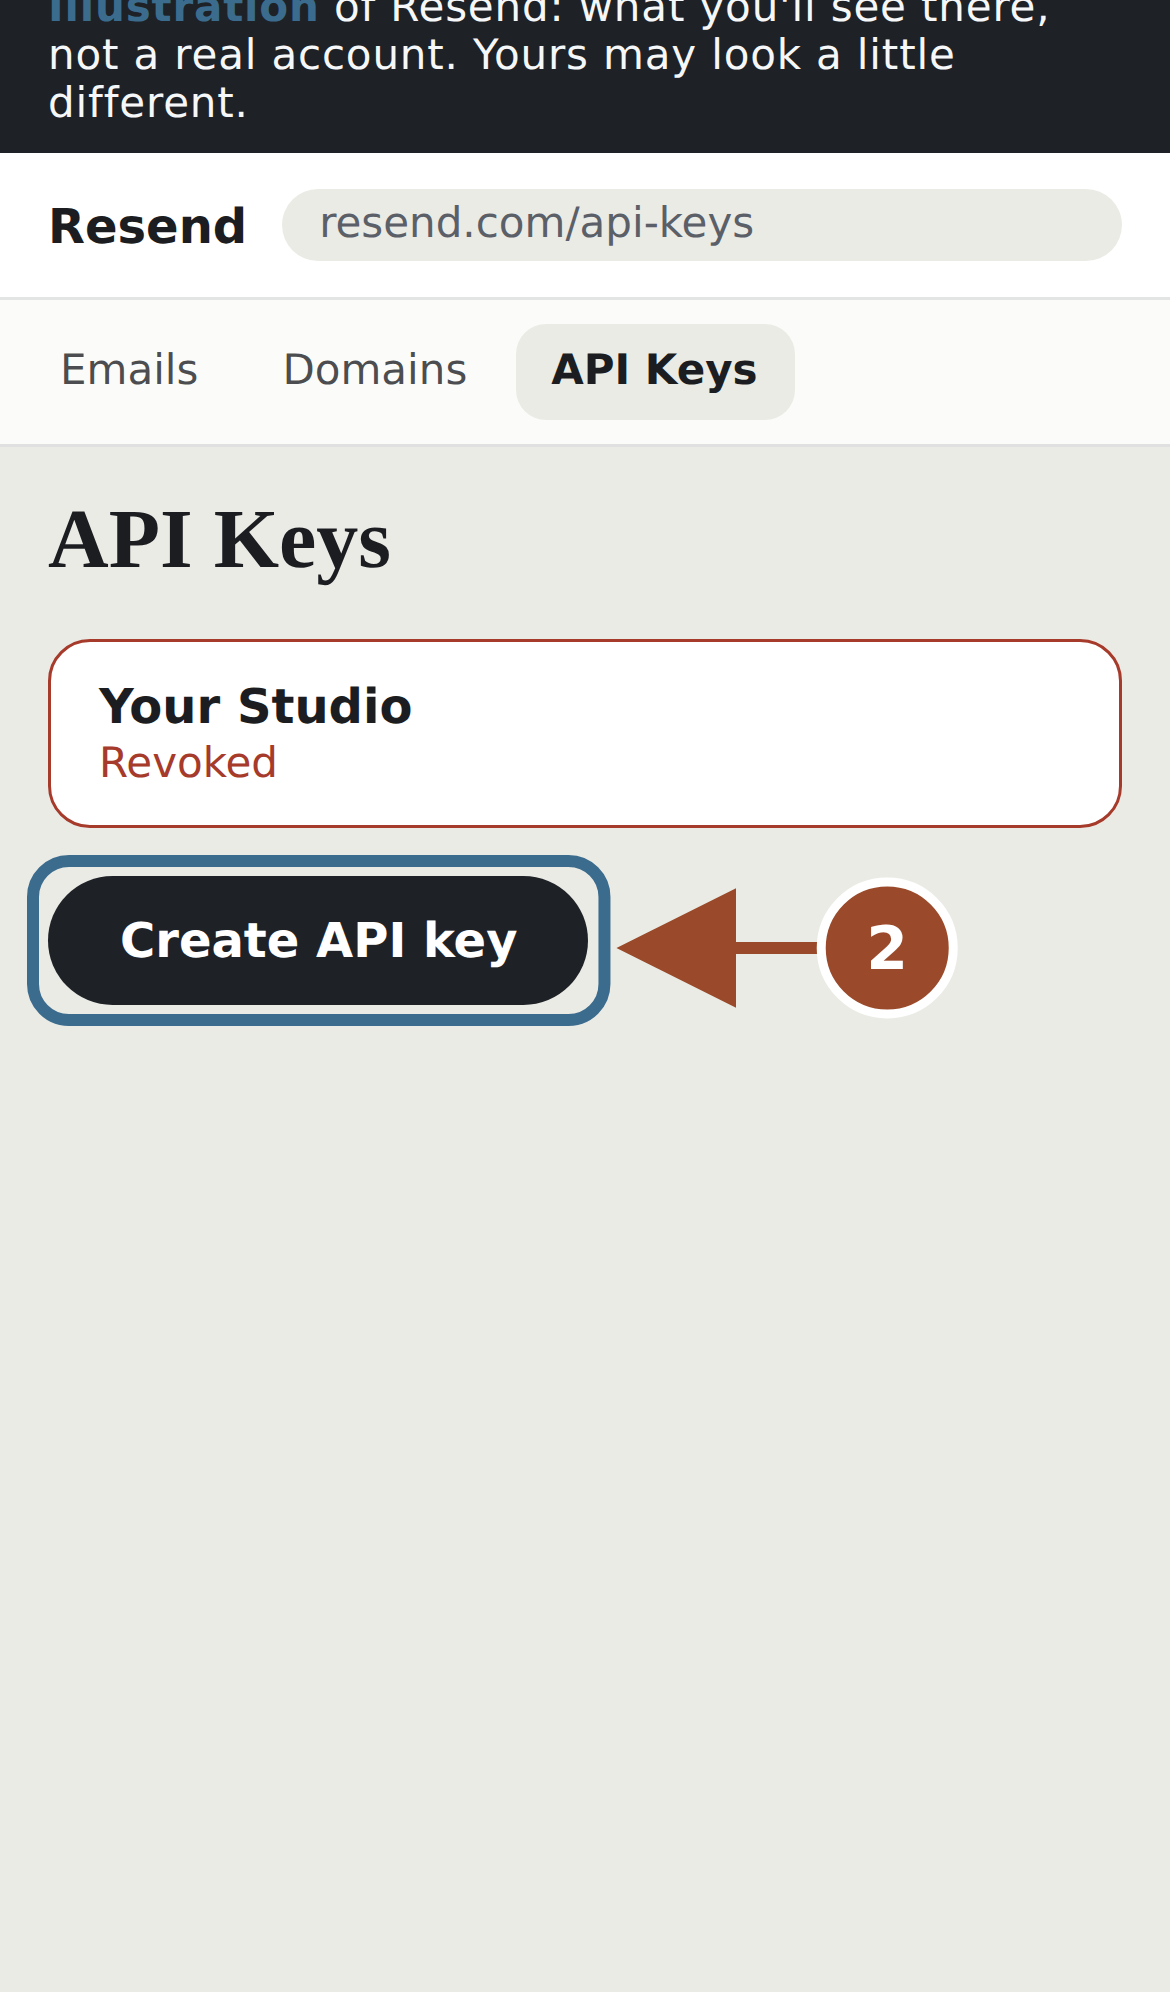 Illustration of Resend: what you'll see there,
not a real account. Yours may look a little
different.
Resend
resend.com/api-keys
Emails
Domains
API Keys
API Keys
Your Studio
Revoked
Create API key
2